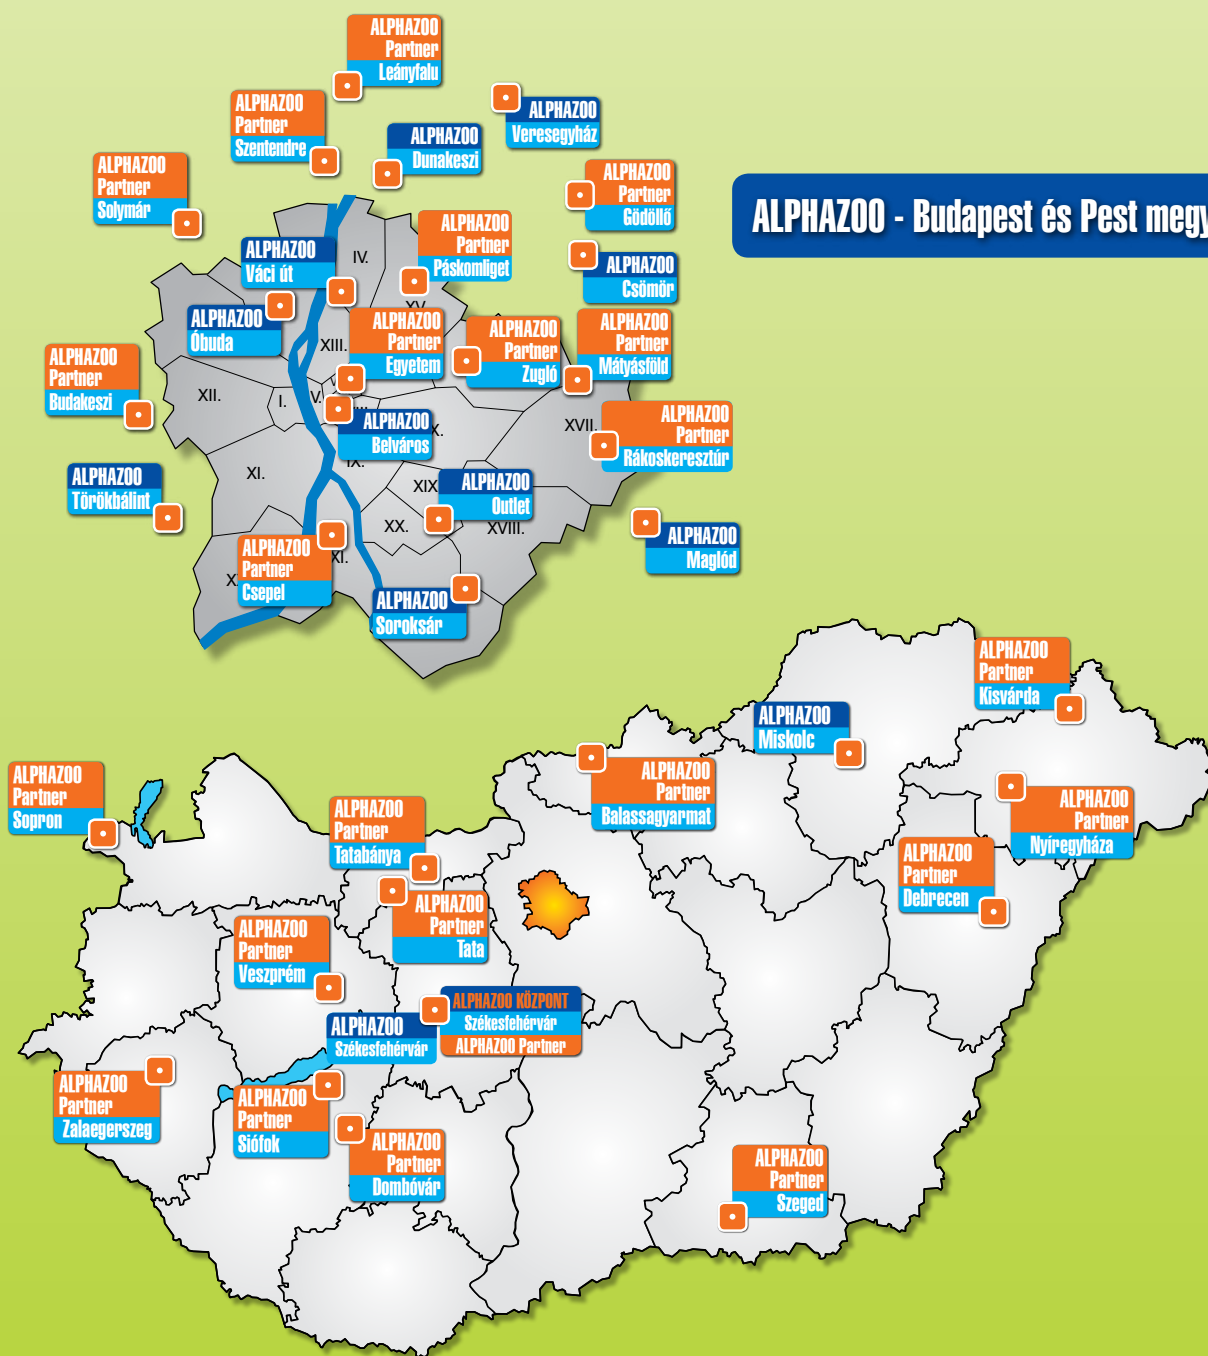 ALPHAZOO
Partner
Leányfalu
ALPHAZOO
Partner
Szentendre
ALPHAZOO
Veresegyház
ALPHAZOO
Dunakeszi
ALPHAZOO
Partner
Solymár
ALPHAZOO
Partner
Gödöllő
ALPHAZOO - Budapest és Pest megy
ALPHAZOO
Váci út
IV.
ALPHAZOO
Partner
Páskomliget
ALPHAZOO
Csömör
XV.
ALPHAZOO
Óbuda
XIII.
ALPHAZOO
Partner
Egyetem
ALPHAZOO
Partner
Zugló
ALPHAZOO
Partner
Mátyásföld
ALPHAZOO
Partner
Budakeszi
XII.
I.
V.
ALPHAZOO
Belváros
X.
XVII.
ALPHAZOO
Partner
Rákoskeresztúr
XI.
IX.
ALPHAZOO
Törökbálint
XIX
ALPHAZOO
Outlet
XX.
XVIII.
ALPHAZOO
Maglód
ALPHAZOO
Partner
Csepel
XI.
X
ALPHAZOO
Soroksár
ALPHAZOO
Partner
Kisvárda
ALPHAZOO
Miskolc
ALPHAZOO
Partner
Sopron
ALPHAZOO
Partner
Balassagyarmat
ALPHAZOO
Partner
Tatabánya
ALPHAZOO
Partner
Nyíregyháza
ALPHAZOO
Partner
Debrecen
ALPHAZOO
Partner
Tata
ALPHAZOO
Partner
Veszprém
ALPHAZOO KÖZPONT
Székesfehérvár
ALPHAZOO Partner
ALPHAZOO
Székesfehérvár
ALPHAZOO
Partner
Zalaegerszeg
ALPHAZOO
Partner
Siófok
ALPHAZOO
Partner
Dombóvár
ALPHAZOO
Partner
Szeged